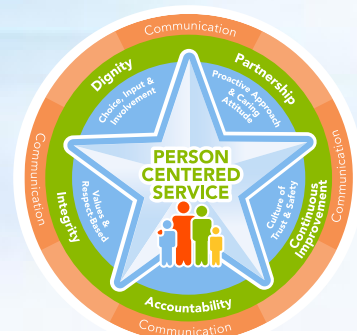 Communication
Dignity
Partnership
Choice, Input &
Involvement
Proactive Approach
& Caring
Attitude
Communication
Communication
PERSON
CENTERED
SERVICE
Integrity
Values &
Respect-Based
Culture of
Trust & Safety
Continuous
Improvement
Accountability
Communication